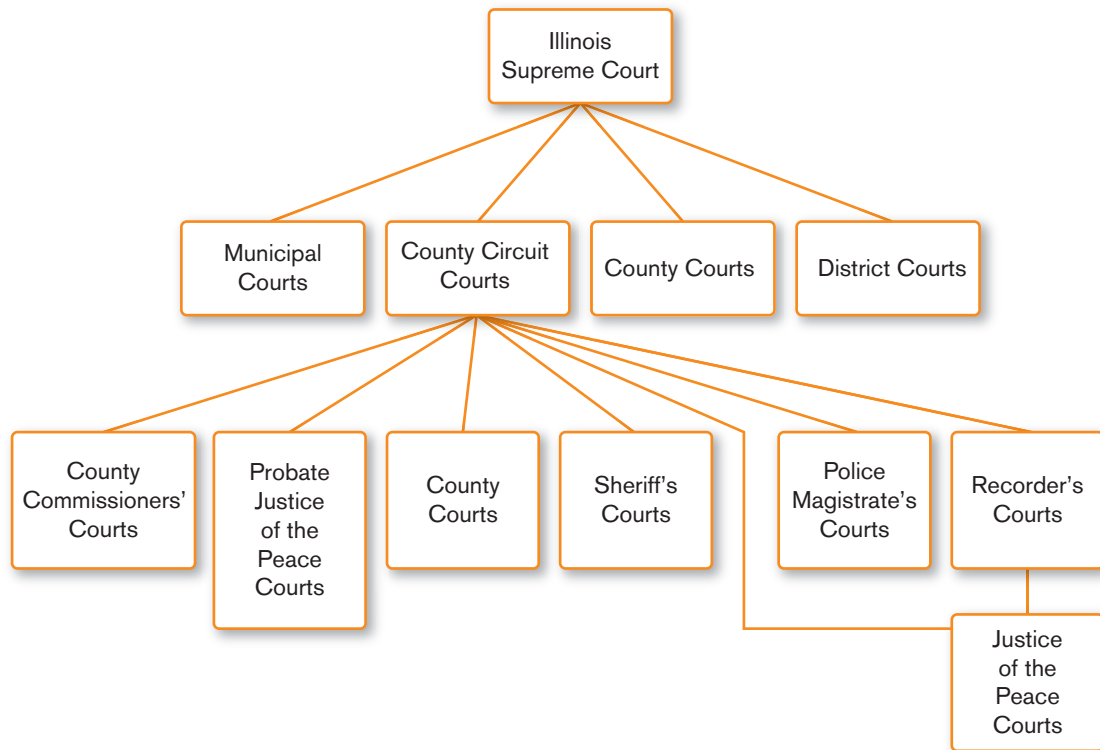 Illinois
Supreme Court
Municipal
Courts
County Circuit
Courts
County Courts
District Courts
County
Commissioners’
Courts
Probate
Justice
of the
Peace
Courts
County
Courts
Sheriff’s
Courts
Police
Magistrate’s
Courts
Recorder’s
Courts
Justice
of the
Peace
Courts